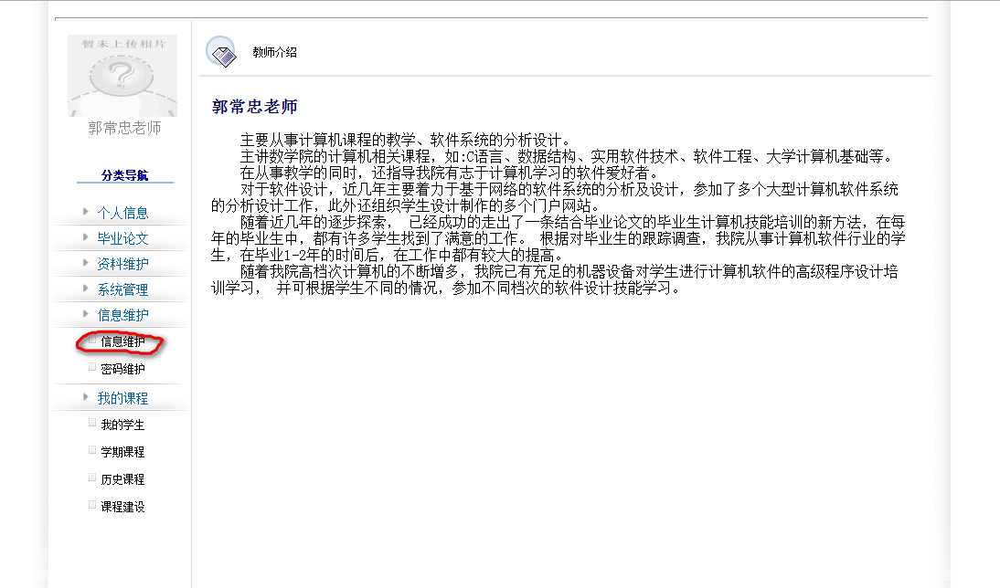 暂未上传相片
郭常忠老师
分类导航
个人信息
毕业论文
资料维护
系统管理
信息维护
信息维护
密码维护
我的课程
我的学生
学期课程
历史课程
课程建设
教师介绍
郭常忠老师
主要从事计算机课程的教学、软件系统的分析设计。
主讲数学院的计算机相关课程，如:C语言、数据结构、实用软件技术、软件工程、大学计算机基础等。
在从事教学的同时，还指导我院有志于计算机学习的软件爱好者。
对于软件设计，近几年主要着力于基于网络的软件系统的分析及设计，参加了多个大型计算机软件系统
的分析设计工作，此外还组织学生设计制作的多个门户网站。
随着近几年的逐步探索， 已经成功的走出了一条结合毕业论文的毕业生计算机技能培训的新方法，在每
年的毕业生中，都有许多学生找到了满意的工作。 根据对毕业生的跟踪调查，我院从事计算机软件行业的学
生，在毕业1-2年的时间后，在工作中都有较大的提高。
随着我院高档次计算机的不断增多，我院已有充足的机器设备对学生进行计算机软件的高级程序设计培
训学习， 并可根据学生不同的情况，参加不同档次的软件设计技能学习。